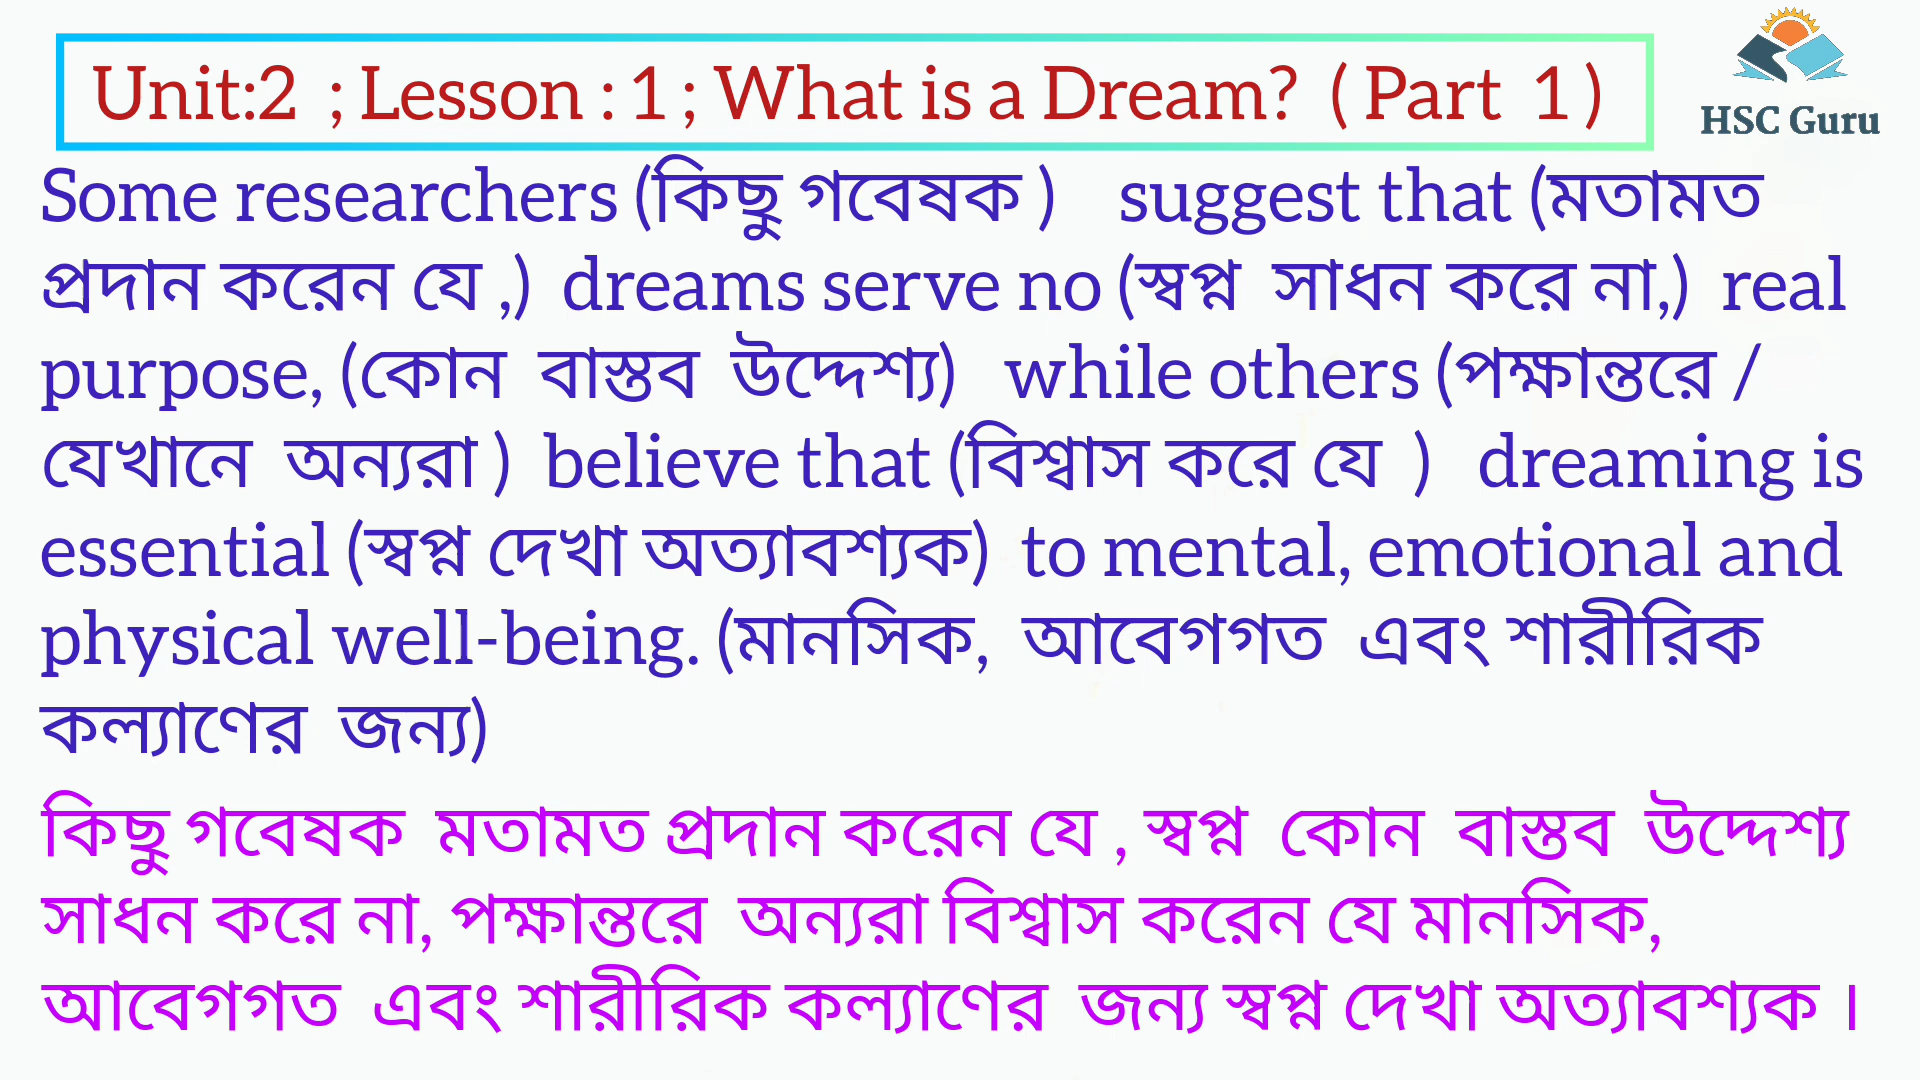 Unit:2 ; Lesson : 1 ; What is a Dream? ( Part 1 )
HSC Guru
Some researchers (কিছু গবেষক ) suggest that (মতামত
প্রদান করেন যে ,) dreams serve no (স্বপ্ন সাধন করে না,) real
purpose, (কোন বাস্তব উদ্দেশ্য) while others (পক্ষান্তরে /
যেখানে অন্যরা ) believe that (বিশ্বাস করে যে ) dreaming is
essential (স্বপ্ন দেখা অত্যাবশ্যক) to mental, emotional and
physical well-being. (মানসিক, আবেগগত এবং শারীরিক
কল্যাণের জন্য)
কিছু গবেষক মতামত প্রদান করেন যে , স্বপ্ন কোন বাস্তব উদ্দেশ্য
সাধন করে না, পক্ষান্তরে অন্যরা বিশ্বাস করেন যে মানসিক,
আবেগগত এবং শারীরিক কল্যাণের জন্য স্বপ্ন দেখা অত্যাবশ্যক ।